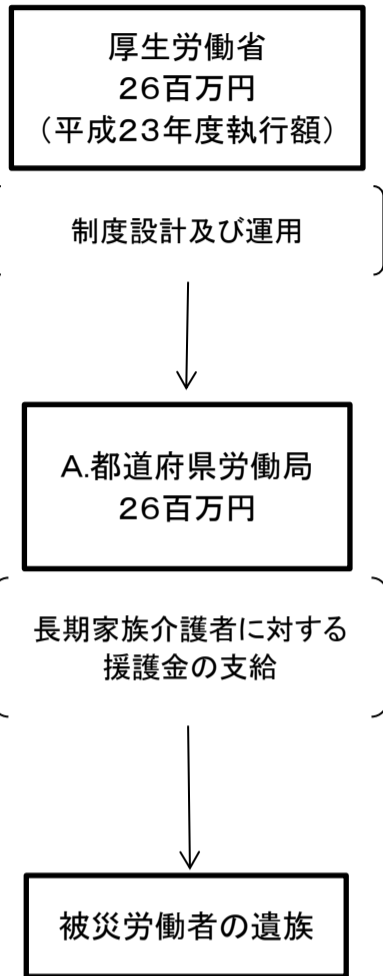 厚生労働省
26百万円
（平成23年度執行額）
制度設計及び運用
A.都道府県労働局
26百万円
長期家族介護者に対する
援護金の支給
被災労働者の遺族